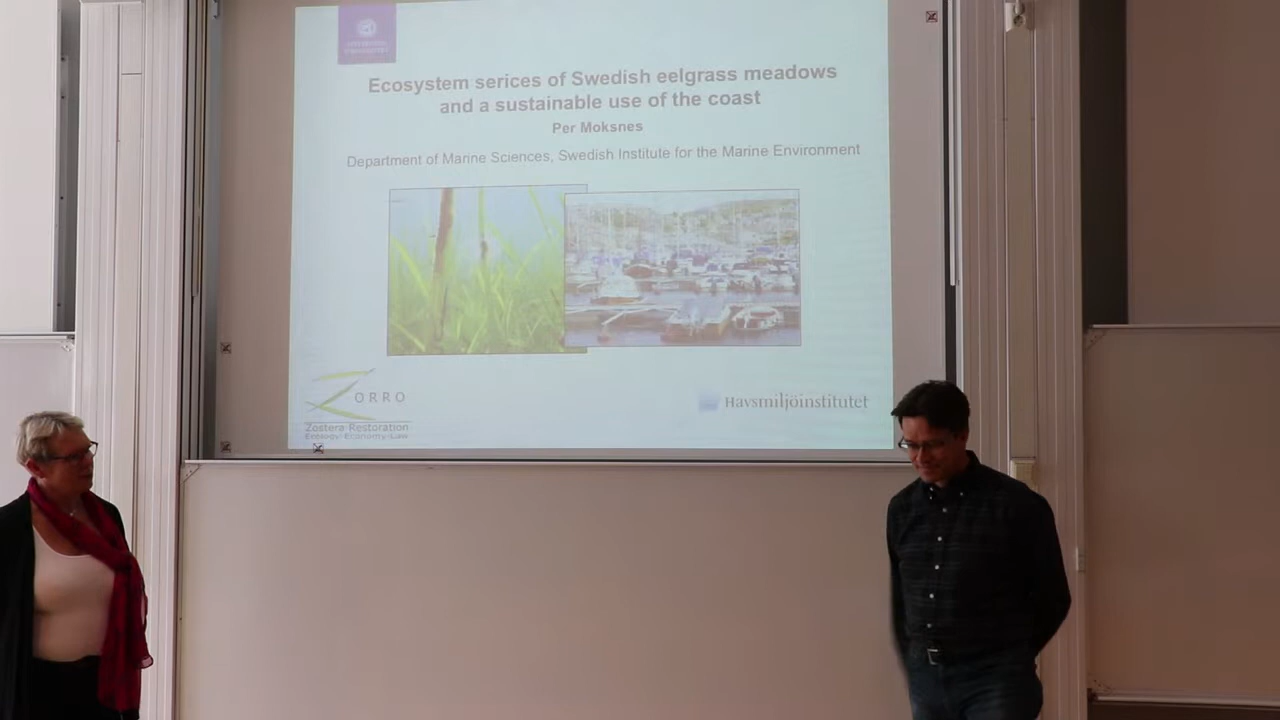 Ecosystem serices of Swedish eelgrass meadows
and a sustainable use of the coast
Per Moksnes
Department of Marine Sciences, Swedish Institute for the Marine Environment
ORRO
Zostera Restoration
Ecology-Economy-Law
Havsmiljöinstitutet